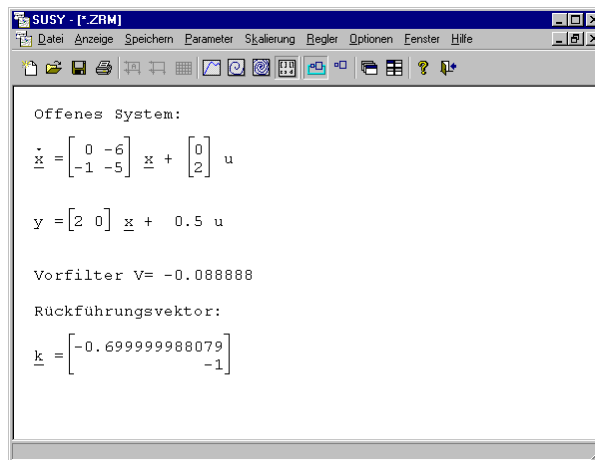 SUSY - [*.ZRM]
Datei Anzeige Speichern Parameter Skalierung Regler Optionen Fenster Hilfe
Offenes System:
ẋ = [ 0 -6
-1 -5 ] x + [ 0
2 ] u
y = [2 0] x + 0.5 u
Vorfilter V= -0.088888
Rückführungsvektor:
k = [ -0.699999988079
-1 ]